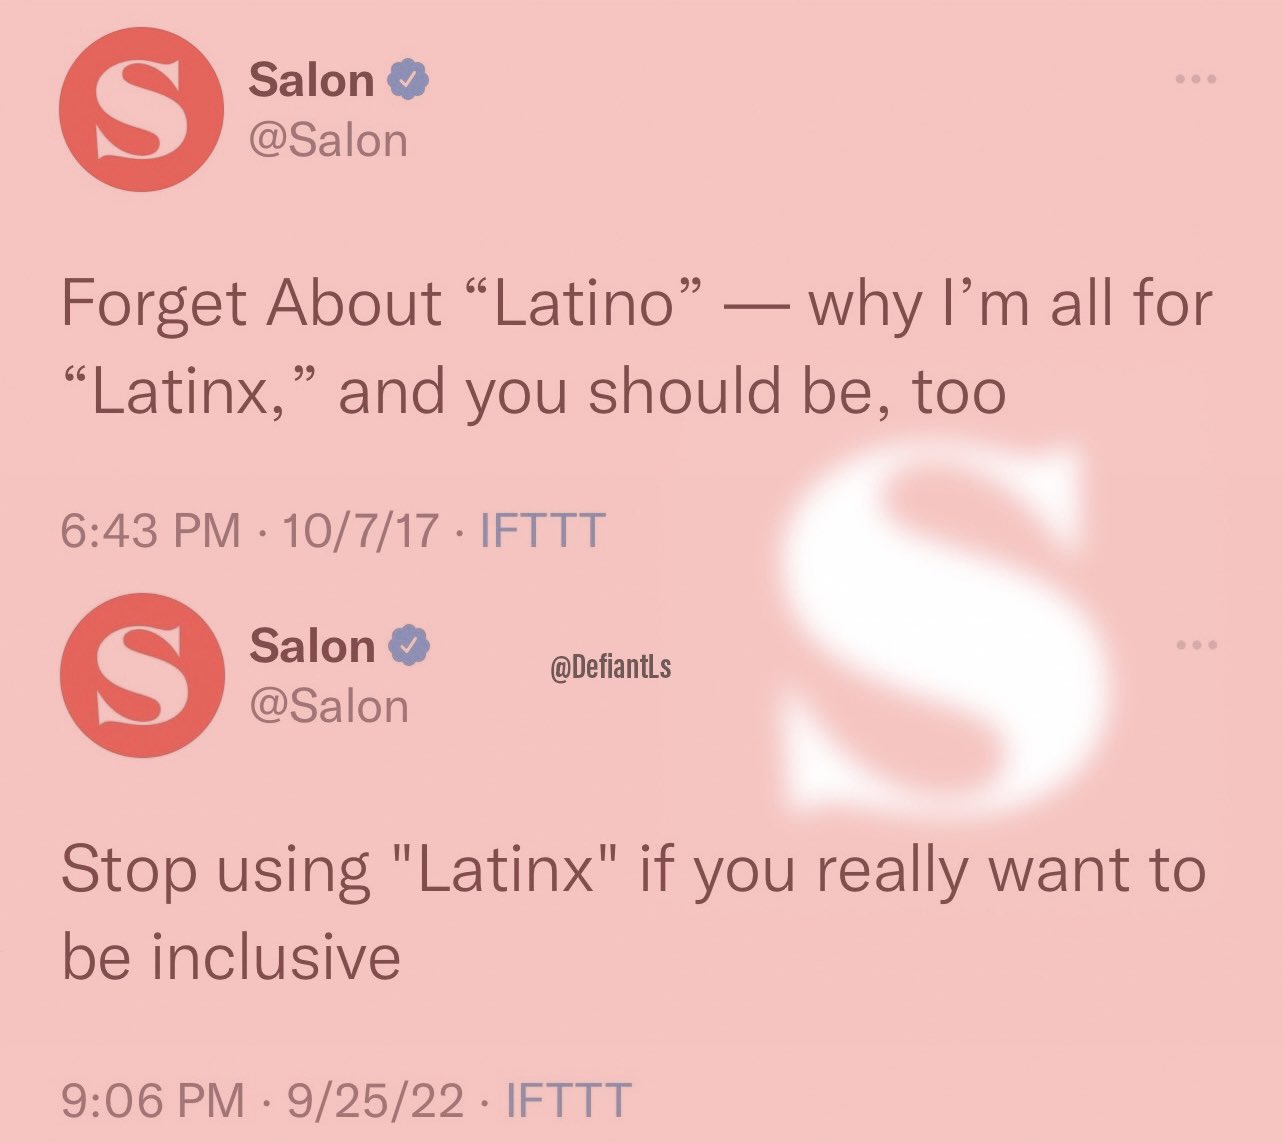 S
Salon
@Salon
Forget About “Latino” — why I’m all for
“Latinx,” and you should be, too
6:43 PM · 10/7/17 · IFTTT
S
S
Salon
@DefiantLs
@Salon
Stop using "Latinx" if you really want to
be inclusive
9:06 PM · 9/25/22 · IFTTT